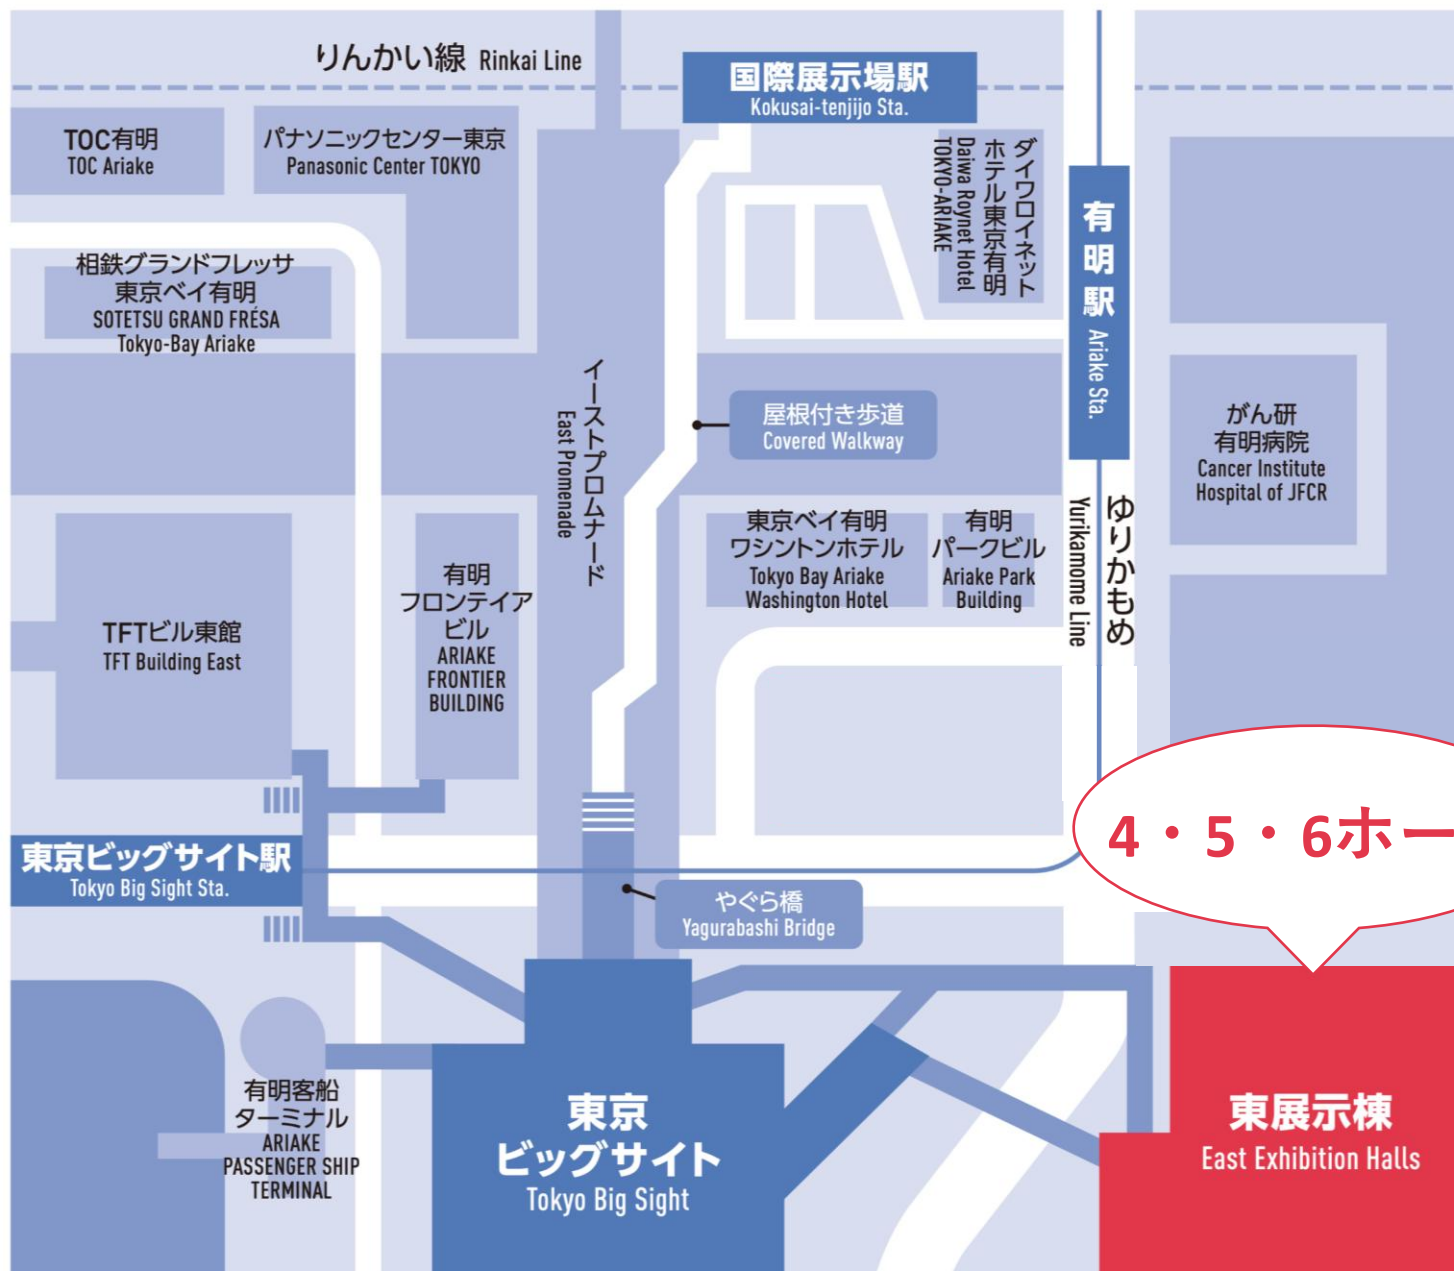 りんかい線 Rinkai Line
国際展示場駅
Kokusai-tenjijo Sta.
TOC有明
TOC Ariake
パナソニックセンター東京
Panasonic Center TOKYO
ダイワロイネット
ホテル東京有明
Daiwa Roynet Hotel
TOKYO-ARIAKE
有明駅 Ariake Sta.
相鉄グランドフレッサ
東京ベイ有明
SOTETSU GRAND FRÉSA
Tokyo-Bay Ariake
イーストプロムナード
East Promenade
屋根付き歩道
Covered Walkway
がん研
有明病院
Cancer Institute
Hospital of JFCR
ゆりかもめ
Yurikamome Line
東京ベイ有明
ワシントンホテル
Tokyo Bay Ariake
Washington Hotel
有明
パークビル
Ariake Park
Building
有明
フロンテイア
ビル
ARIAKE
FRONTIER
BUILDING
TFTビル東館
TFT Building East
4・5・6ホー
東京ビッグサイト駅
Tokyo Big Sight Sta.
やぐら橋
Yagurabashi Bridge
有明客船
ターミナル
ARIAKE
PASSENGER SHIP
TERMINAL
東京
ビッグサイト
Tokyo Big Sight
東展示棟
East Exhibition Halls